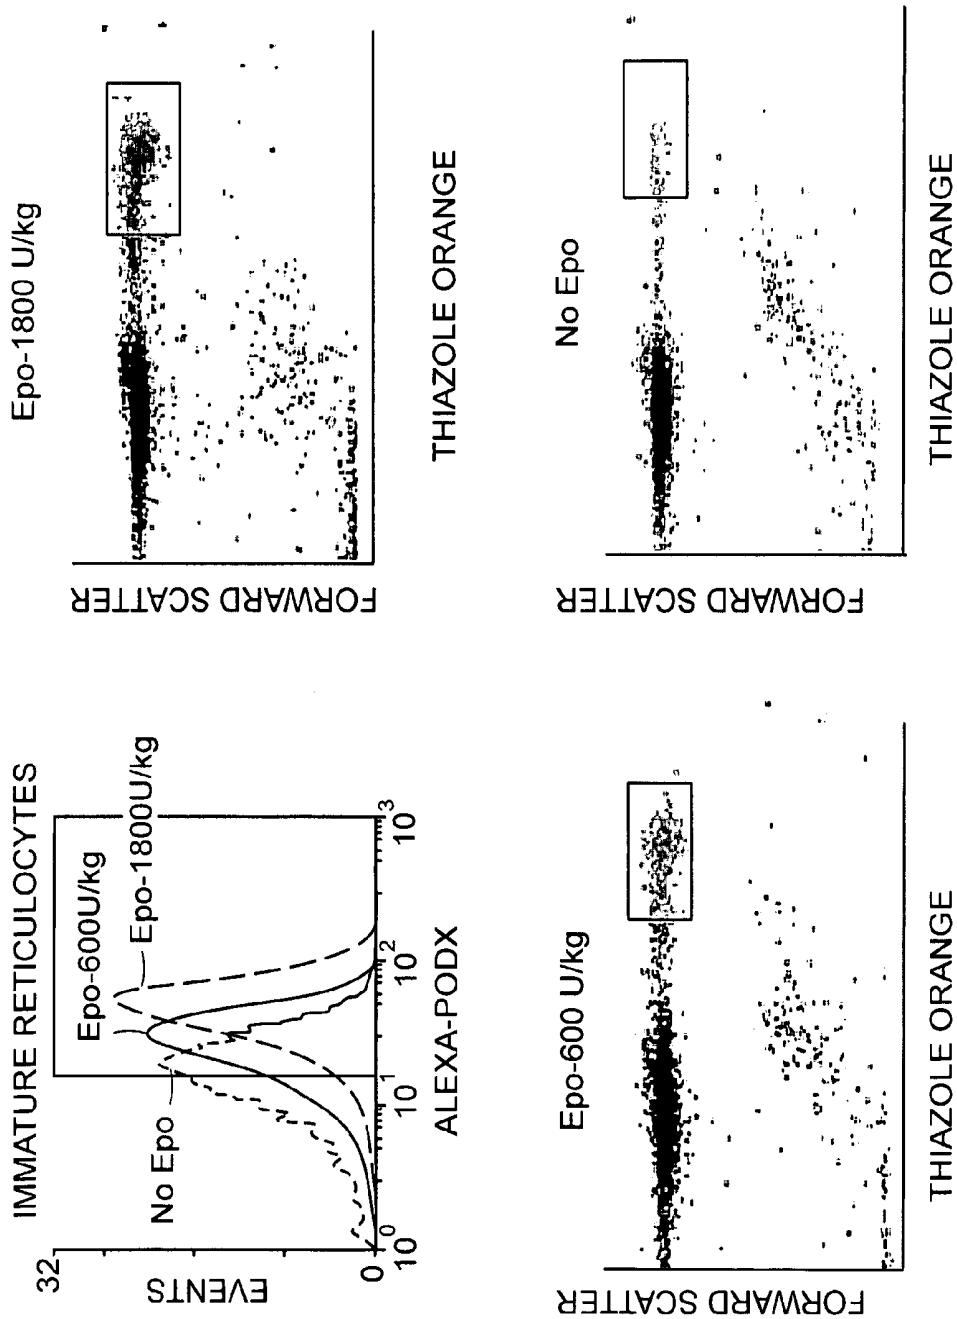 IMMATURE RETICULOCYTES
32
EVENTS
0
No Epo
Epo-600U/kg
Epo-1800U/kg
10^0
10^1
10^2
10^3
ALEXA-PODX
Epo-1800 U/kg
FORWARD SCATTER
THIAZOLE ORANGE
Epo-600 U/kg
FORWARD SCATTER
THIAZOLE ORANGE
No Epo
FORWARD SCATTER
THIAZOLE ORANGE